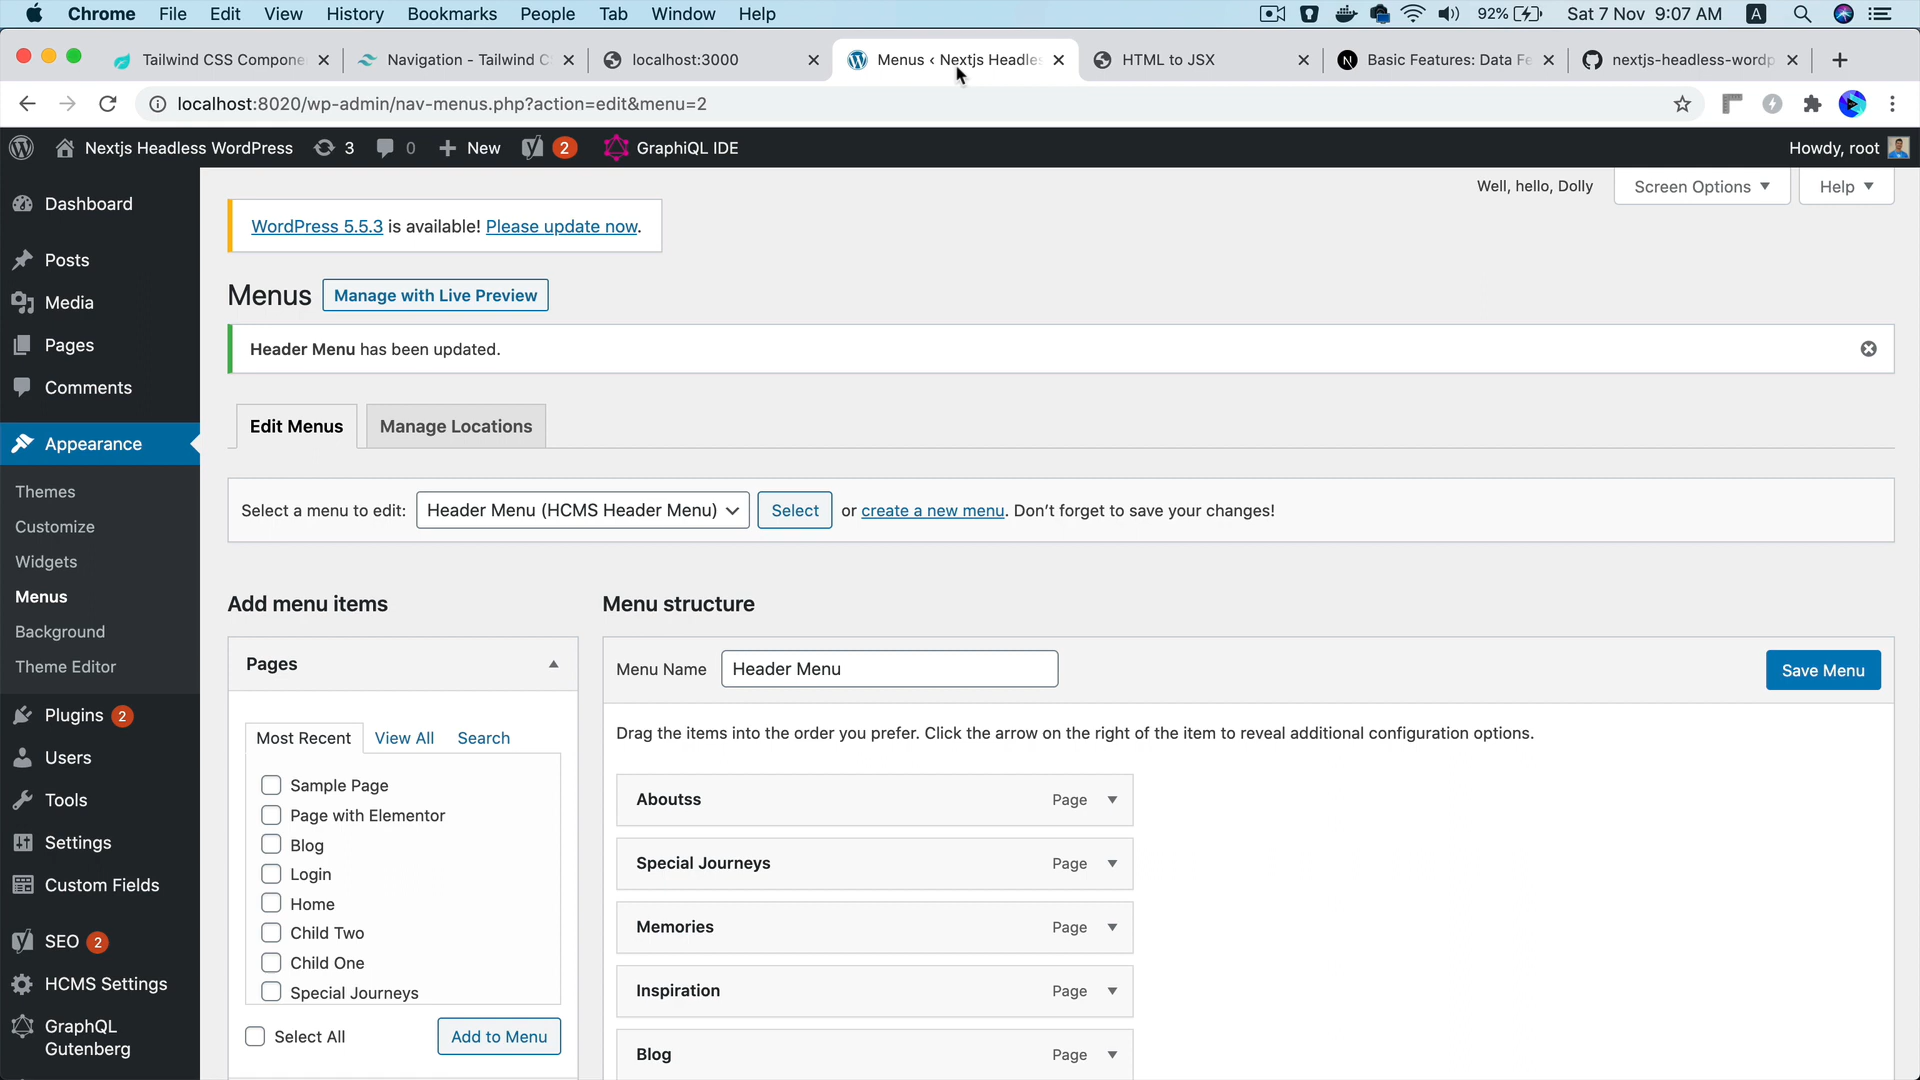 Chrome File Edit View History Bookmarks People Tab Window Help 92% Sat 7 Nov 9:07 AM A
Tailwind CSS Compone Navigation - Tailwind C localhost:3000 Menus ‹ Nextjs Headle HTML to JSX Basic Features: Data Fe nextjs-headless-wordp
localhost:8020/wp-admin/nav-menus.php?action=edit&menu=2
Nextjs Headless WordPress 3 0 New 2 GraphiQL IDE Howdy, root
Well, hello, Dolly Screen Options Help
Dashboard
Posts
Media
Pages
Comments
Appearance
Themes
Customize
Widgets
Menus
Background
Theme Editor
Plugins 2
Users
Tools
Settings
Custom Fields
SEO 2
HCMS Settings
GraphQL
Gutenberg
WordPress 5.5.3 is available! Please update now.
Menus Manage with Live Preview
Header Menu has been updated.
Edit Menus Manage Locations
Select a menu to edit: Header Menu (HCMS Header Menu) Select or create a new menu. Don’t forget to save your changes!
Add menu items
Pages
Most Recent View All Search
Sample Page
Page with Elementor
Blog
Login
Home
Child Two
Child One
Special Journeys
Select All Add to Menu
Menu structure
Menu Name Header Menu Save Menu
Drag the items into the order you prefer. Click the arrow on the right of the item to reveal additional configuration options.
Aboutss Page
Special Journeys Page
Memories Page
Inspiration Page
Blog Page